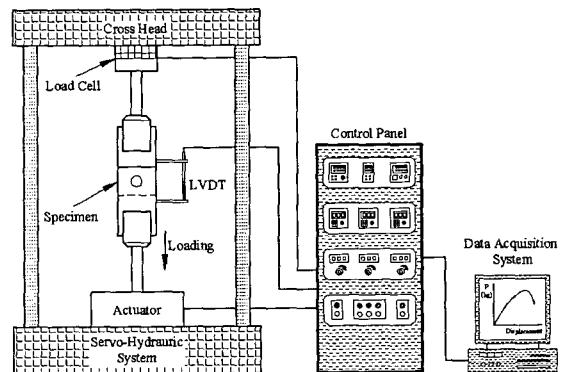 Cross Head
Load Cell
Control Panel
LVDT
Specimen
Loading
Data Acquisition
System
P
Displacement
Actuator
Servo-Hydraulic
System